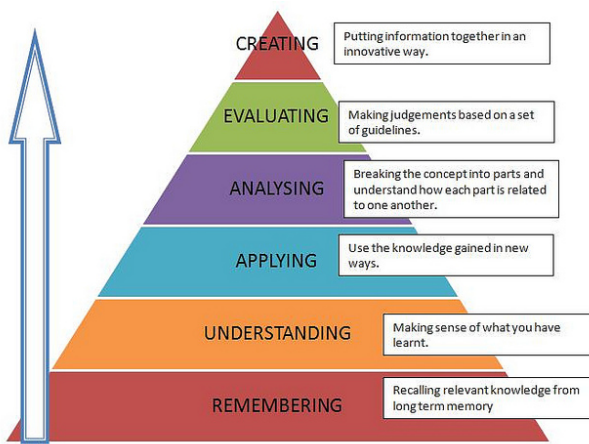 CREATING
Putting information together in an
innovative way.
EVALUATING
Making judgements based on a set
of guidelines.
ANALYSING
Breaking the concept into parts and
understand how each part is related
to one another.
APPLYING
Use the knowledge gained in new
ways.
UNDERSTANDING
Making sense of what you have
learnt.
REMEMBERING
Recalling relevant knowledge from
long term memory